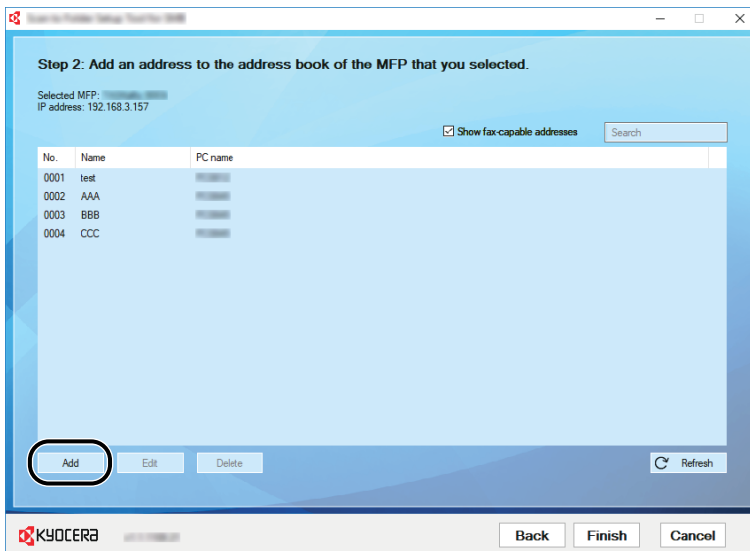 Step 2: Add an address to the address book of the MFP that you selected.
Selected MFP:
IP address: 192.168.3.157
Show fax-capable addresses Search
No. Name PC name
0001 test
0002 AAA
0003 BBB
0004 CCC
Add Edit Delete Refresh
KYOCERA Back Finish Cancel